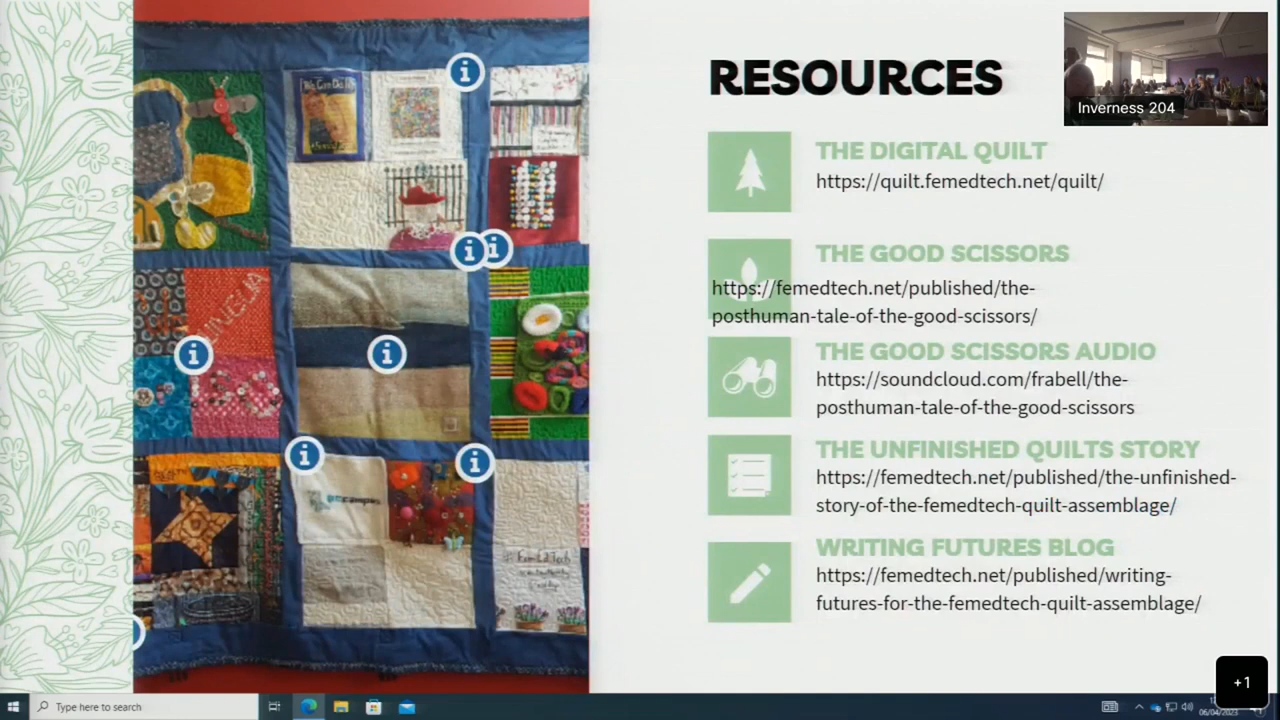 RESOURCES
Inverness 204
THE DIGITAL QUILT
https://quilt.femedtech.net/quilt/
THE GOOD SCISSORS
https://femedtech.net/published/the-
posthuman-tale-of-the-good-scissors/
THE GOOD SCISSORS AUDIO
https://soundcloud.com/frabell/the-
posthuman-tale-of-the-good-scissors
THE UNFINISHED QUILTS STORY
https://femedtech.net/published/the-unfinished-
story-of-the-femedtech-quilt-assemblage/
WRITING FUTURES BLOG
https://femedtech.net/published/writing-
futures-for-the-femedtech-quilt-assemblage/
We Can Do It!
# FemEdTech
+1
Type here to search
06/04/2023